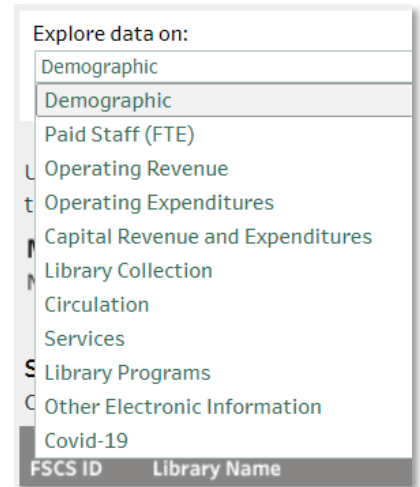 Explore data on:
Demographic
Demographic
Paid Staff (FTE)
Operating Revenue
Operating Expenditures
Capital Revenue and Expenditures
Library Collection
Circulation
Services
Library Programs
Other Electronic Information
Covid-19
FSCS ID Library Name